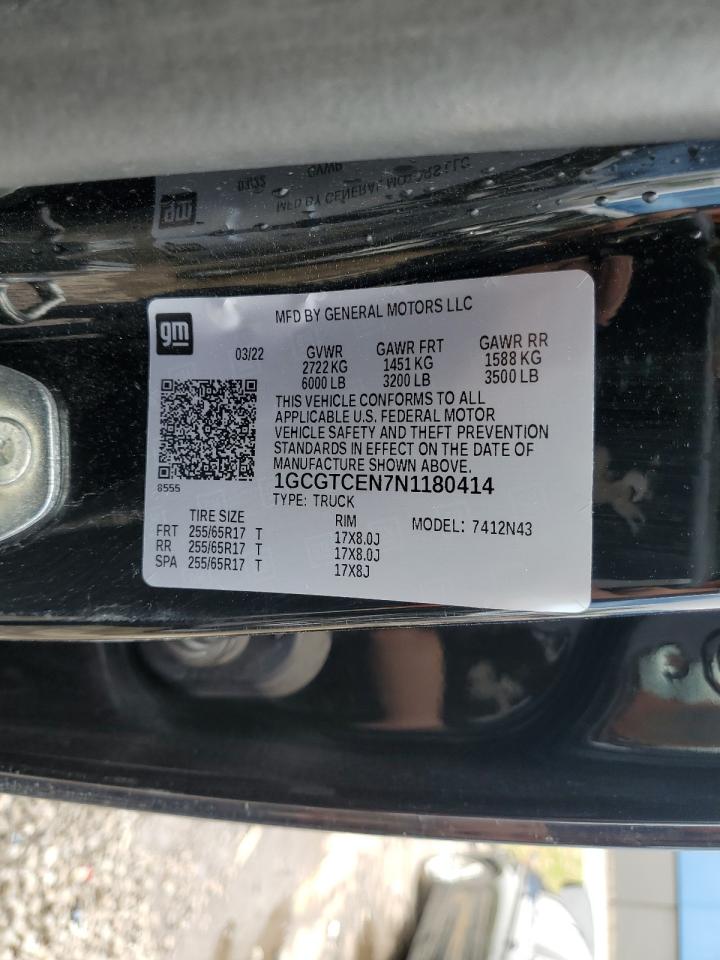 MFD BY GENERAL MOTORS LLC
gm
03/22 GVWR GAWR FRT GAWR RR
2722 KG 1451 KG 1588 KG
6000 LB 3200 LB 3500 LB
THIS VEHICLE CONFORMS TO ALL
APPLICABLE U.S. FEDERAL MOTOR
VEHICLE SAFETY AND THEFT PREVENTION
STANDARDS IN EFFECT ON THE DATE OF
MANUFACTURE SHOWN ABOVE.
8555
1GCGTCEN7N1180414
TYPE: TRUCK
TIRE SIZE RIM MODEL: 7412N43
FRT 255/65R17 T 17X8.0J
RR 255/65R17 T 17X8.0J
SPA 255/65R17 T 17X8J